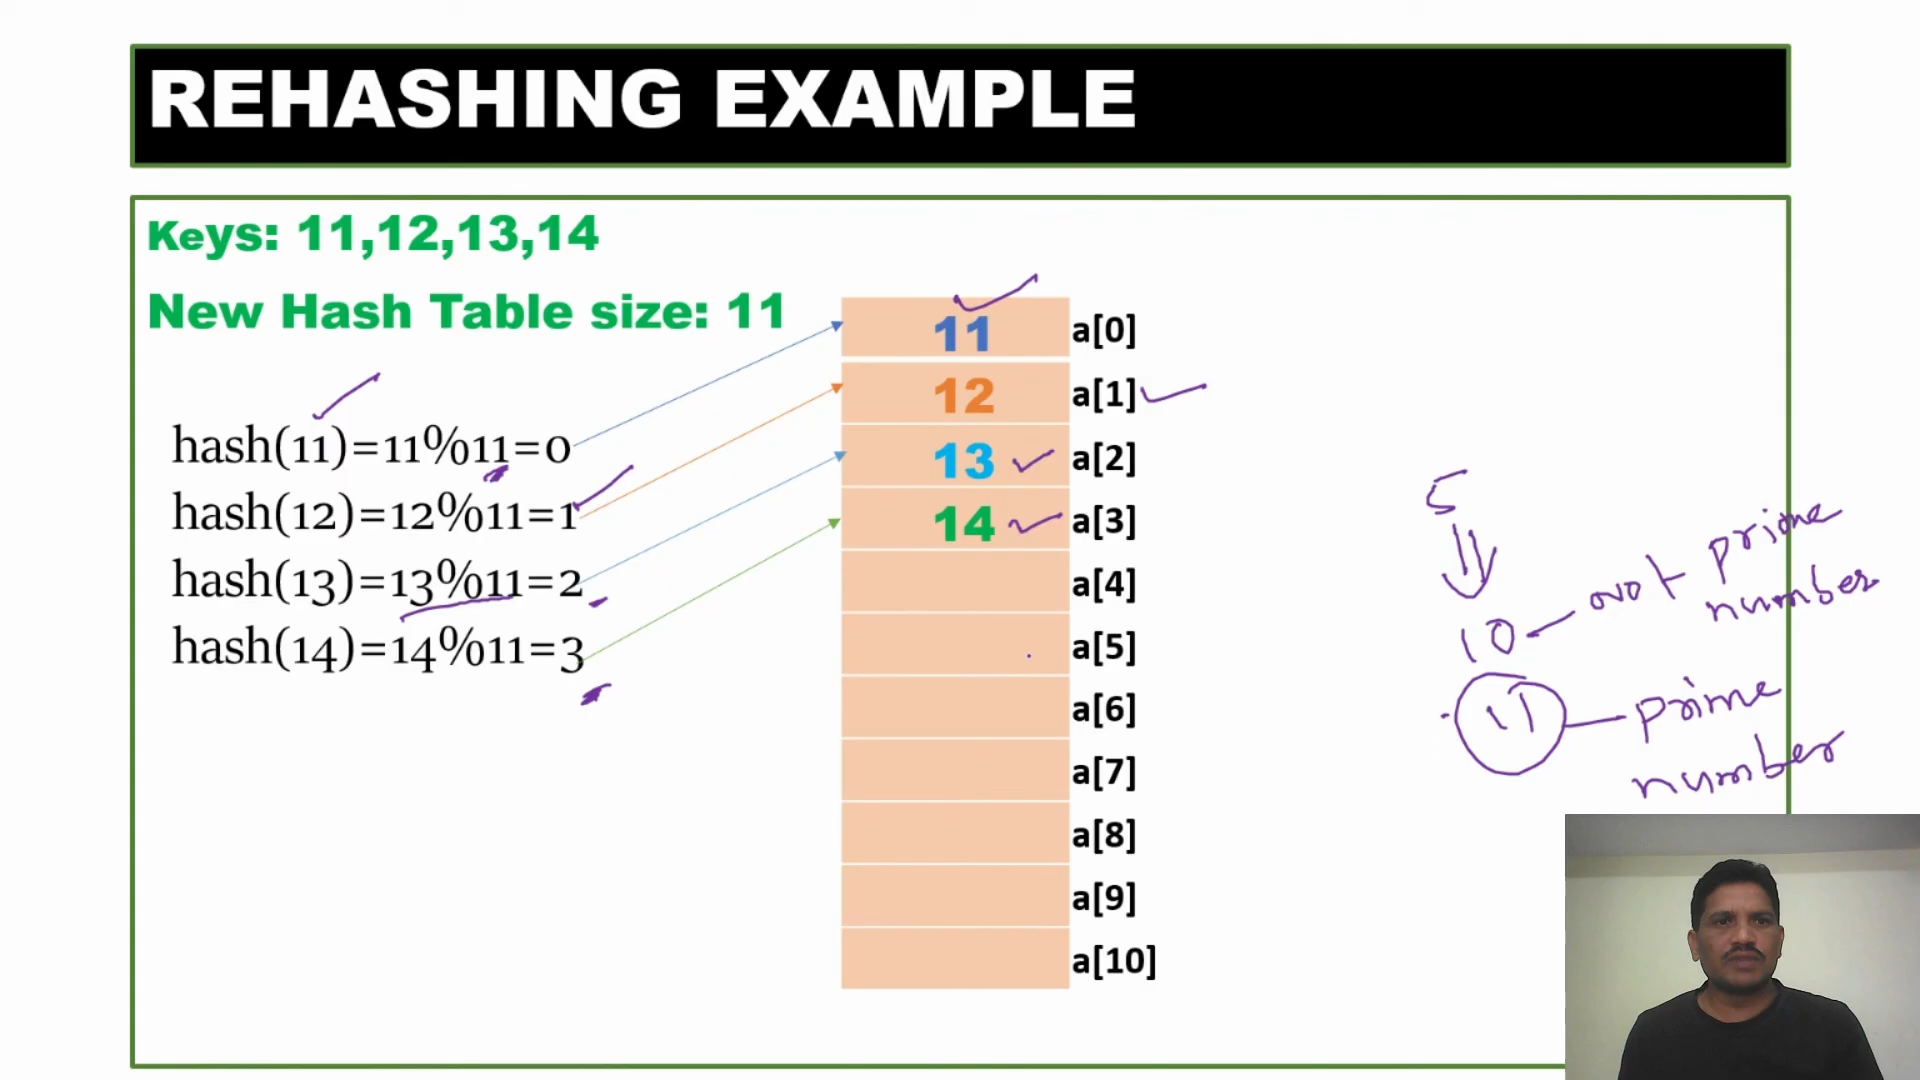 REHASHING EXAMPLE
Keys: 11,12,13,14
New Hash Table size: 11
hash(11)=11%11=0
hash(12)=12%11=1
hash(13)=13%11=2
hash(14)=14%11=3
11 a[0]
12 a[1]
13 a[2]
14 a[3]
a[4]
a[5]
a[6]
a[7]
a[8]
a[9]
a[10]
5
10 not prime
number
11 prime
number